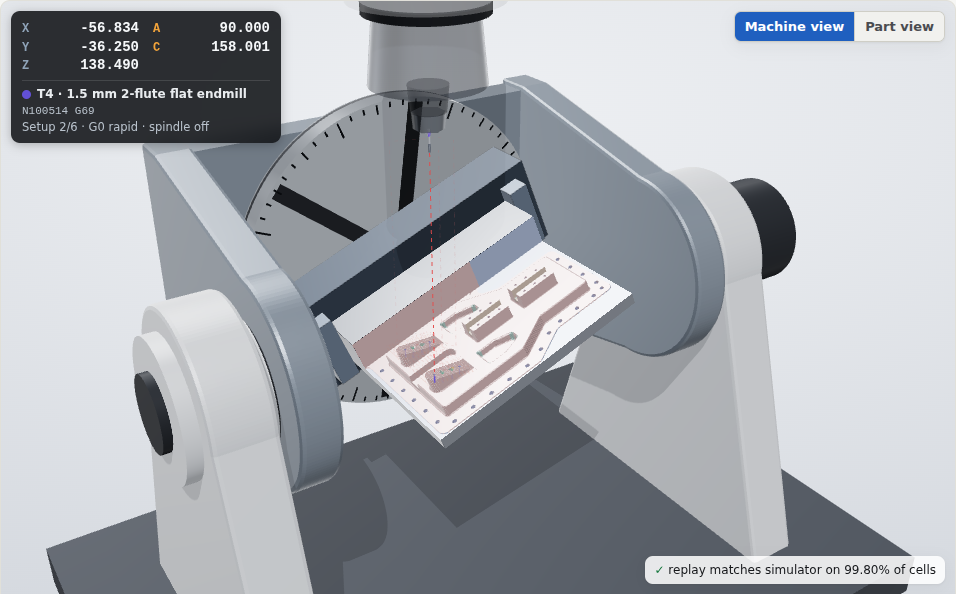 X -56.834 A 90.000
Y -36.250 C 158.001
Z 138.490
T4 · 1.5 mm 2-flute flat endmill
N100514 G69
Setup 2/6 · G0 rapid · spindle off
Machine view Part view
✓ replay matches simulator on 99.80% of cells